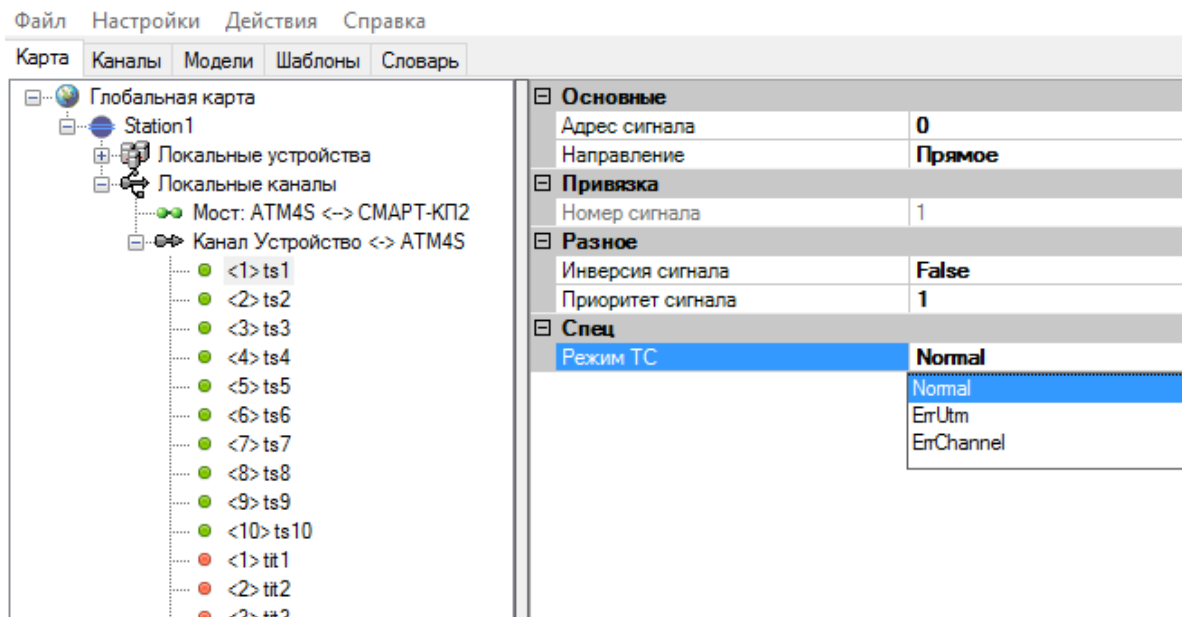 Файл Настройки Действия Справка
Карта Каналы Модели Шаблоны Словарь
Глобальная карта
Station1
Локальные устройства
Локальные каналы
Мост: ATM4S <--> СМАРТ-КП2
Канал Устройство <-> ATM4S
<1> ts1
<2> ts2
<3> ts3
<4> ts4
<5> ts5
<6> ts6
<7> ts7
<8> ts8
<9> ts9
<10> ts10
<1> tit1
<2> tit2
<3> tit3
Основные
Адрес сигнала 0
Направление Прямое
Привязка
Номер сигнала 1
Разное
Инверсия сигнала False
Приоритет сигнала 1
Спец
Режим ТС Normal
Normal
ErrUtm
ErrChannel